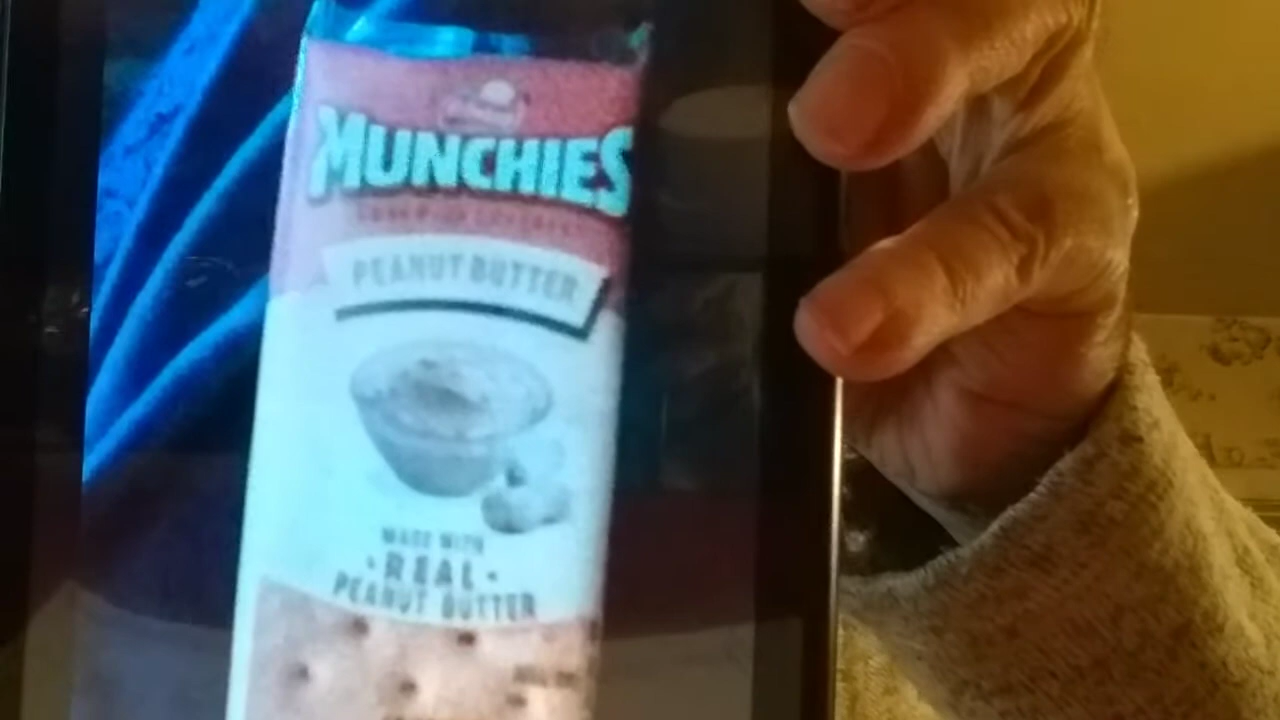 MUNCHIES
PEANUT BUTTER
MADE WITH
• REAL •
PEANUT BUTTER